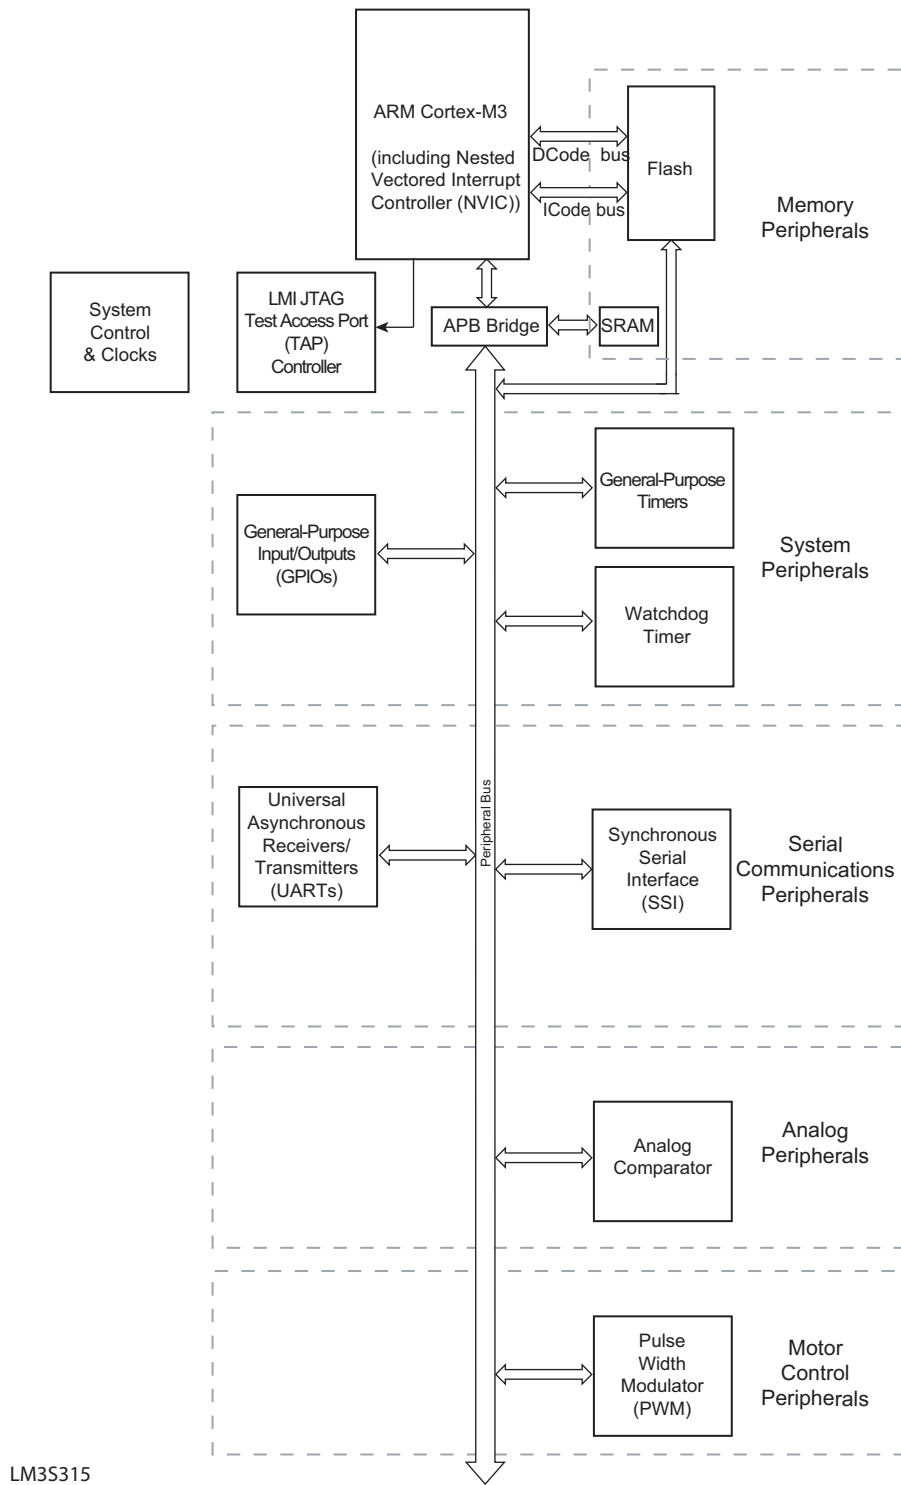 ARM Cortex-M3
(including Nested
Vectored Interrupt
Controller (NVIC))
DCode bus
ICode bus
Flash
Memory
Peripherals
System
Control
& Clocks
LMI JTAG
Test Access Port
(TAP)
Controller
APB Bridge
SRAM
General-Purpose
Timers
General-Purpose
Input/Outputs
(GPIOs)
System
Peripherals
Watchdog
Timer
Peripheral Bus
Universal
Asynchronous
Receivers/
Transmitters
(UARTs)
Synchronous
Serial
Interface
(SSI)
Serial
Communications
Peripherals
Analog
Comparator
Analog
Peripherals
Pulse
Width
Modulator
(PWM)
Motor
Control
Peripherals
LM3S315